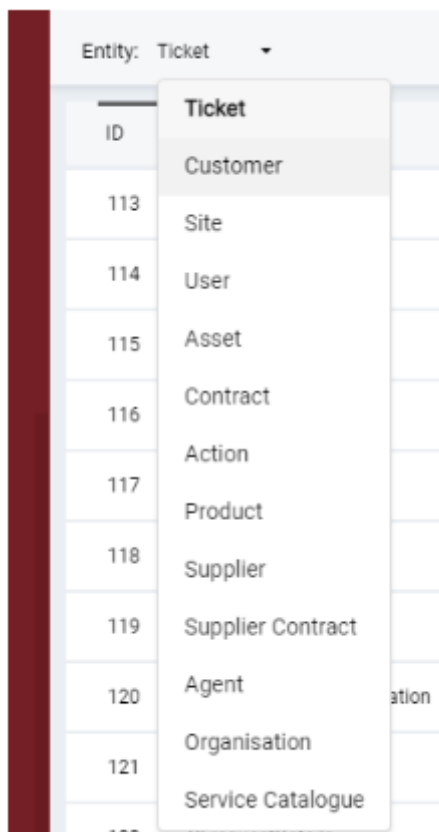 Entity: Ticket
Ticket
ID
Customer
113
Site
114
User
115
Asset
116
Contract
Action
117
Product
118
Supplier
119
Supplier Contract
120
Agent
ation
Organisation
121
Service Catalogue